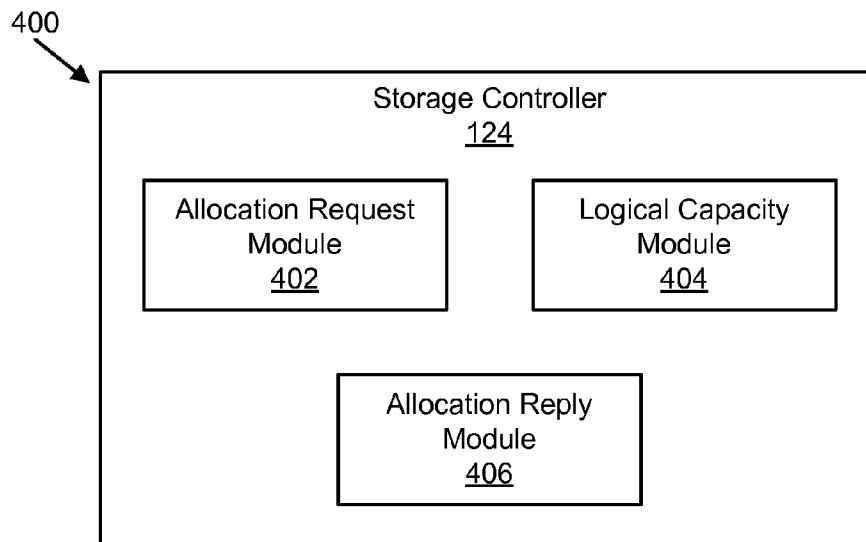 400
Storage Controller
124
Allocation Request
Module
402
Logical Capacity
Module
404
Allocation Reply
Module
406